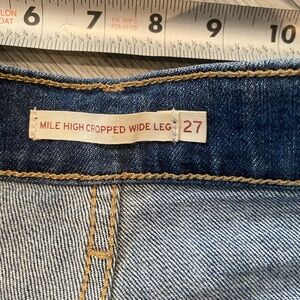 6 7 8 9 10
MILE HIGH CROPPED WIDE LEG 27